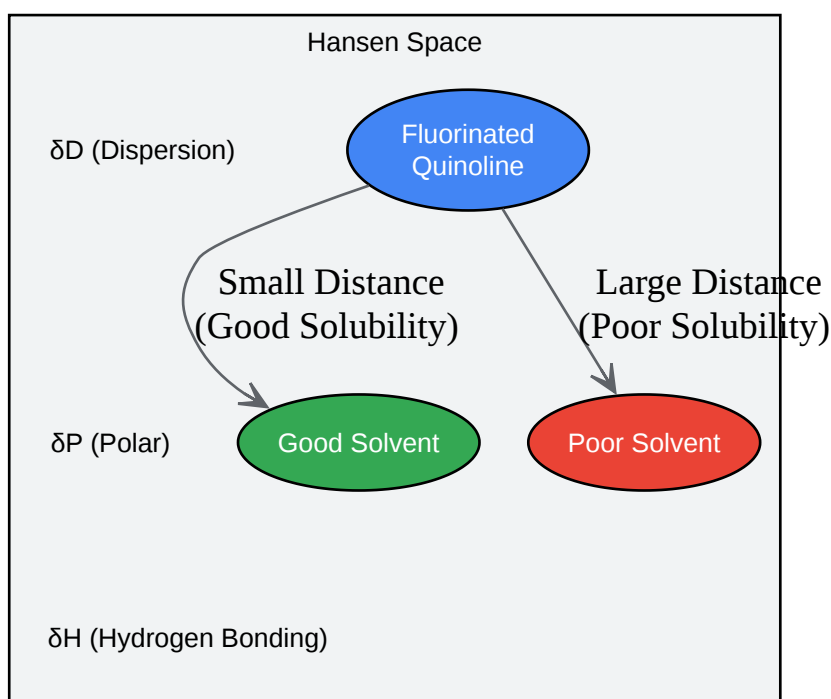 Hansen Space
δD (Dispersion)
Fluorinated
Quinoline
Small Distance
(Good Solubility)
Large Distance
(Poor Solubility)
δP (Polar)
Good Solvent
Poor Solvent
δH (Hydrogen Bonding)